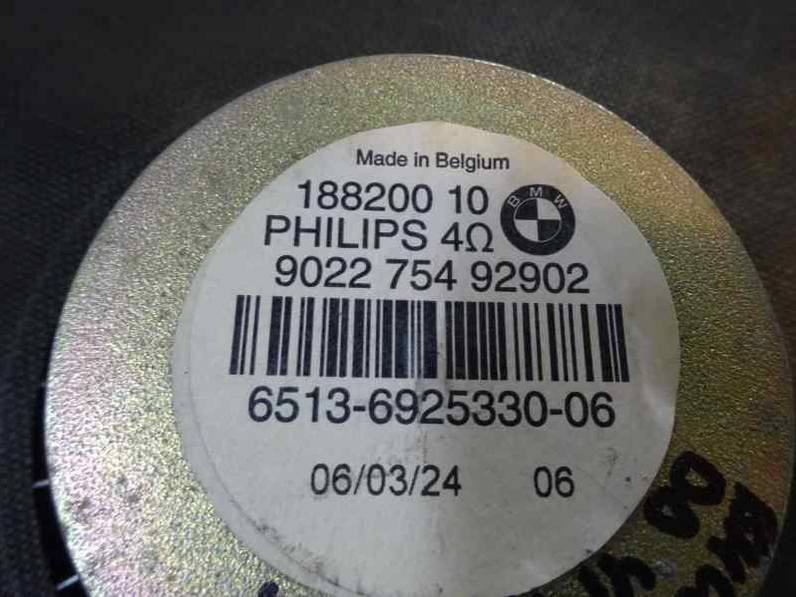 Made in Belgium
188200 10
BMW
PHILIPS 4Ω
9022 754 92902
6513-6925330-06
06/03/24 06